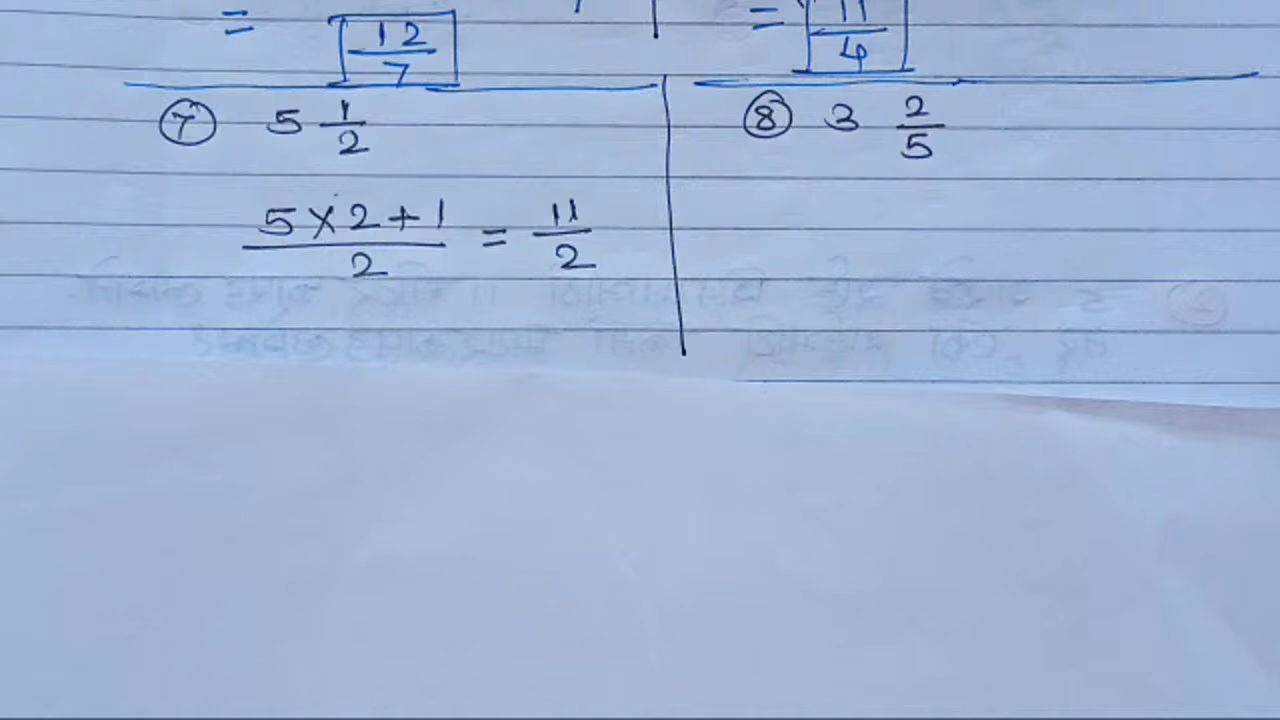 = 12/7
= 11/4
⑦ 5 1/2
(5×2+1)/2 = 11/2
⑧ 3 2/5